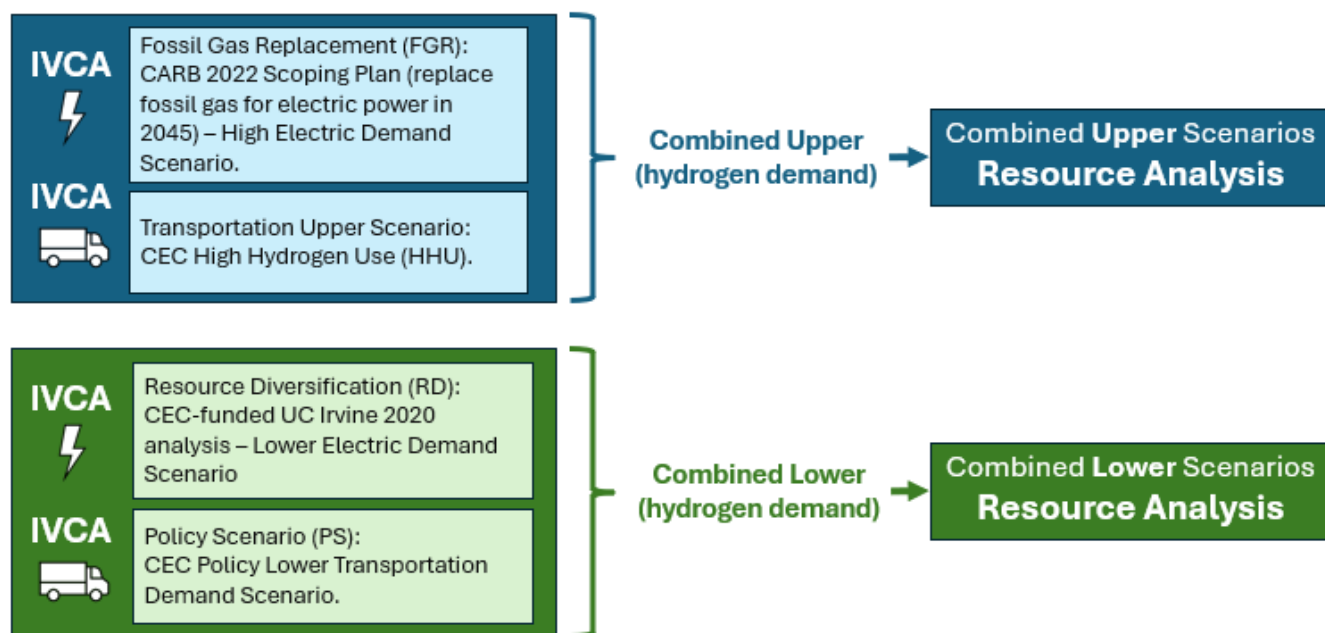 IVCA
Fossil Gas Replacement (FGR):
CARB 2022 Scoping Plan (replace
fossil gas for electric power in
2045) – High Electric Demand
Scenario.
IVCA
Transportation Upper Scenario:
CEC High Hydrogen Use (HHU).
Combined Upper
(hydrogen demand)
Combined Upper Scenarios
Resource Analysis
IVCA
Resource Diversification (RD):
CEC-funded UC Irvine 2020
analysis – Lower Electric Demand
Scenario
IVCA
Policy Scenario (PS):
CEC Policy Lower Transportation
Demand Scenario.
Combined Lower
(hydrogen demand)
Combined Lower Scenarios
Resource Analysis